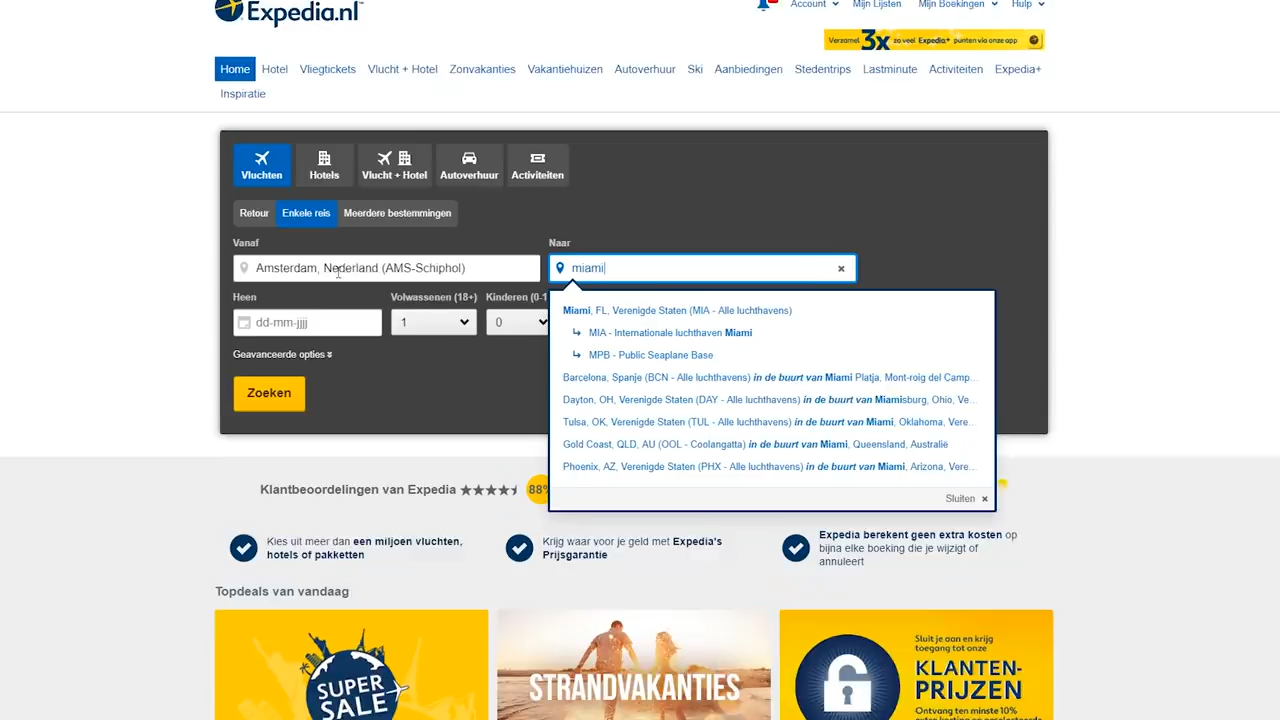 Expedia.nl™
Account
Mijn Lijsten
Mijn Boekingen
Help
Verzamel 3x zo veel Expedia+ punten via onze app
Home
Hotel
Vliegtickets
Vlucht + Hotel
Zonvakanties
Vakantiehuizen
Autoverhuur
Ski
Aanbiedingen
Stedentrips
Lastminute
Activiteiten
Expedia+
Inspiratie
Vluchten
Hotels
Vlucht + Hotel
Autoverhuur
Activiteiten
Retour
Enkele reis
Meerdere bestemmingen
Vanaf
Naar
Amsterdam, Nederland (AMS-Schiphol)
miami
Heen
Volwassenen (18+)
Kinderen (0-1
dd-mm-jjjj
1
0
Geavanceerde opties
Zoeken
Miami, FL, Verenigde Staten (MIA - Alle luchthavens)
MIA - Internationale luchthaven Miami
MPB - Public Seaplane Base
Barcelona, Spanje (BCN - Alle luchthavens) in de buurt van Miami Platja, Mont-roig del Camp...
Dayton, OH, Verenigde Staten (DAY - Alle luchthavens) in de buurt van Miamisburg, Ohio, Ve...
Tulsa, OK, Verenigde Staten (TUL - Alle luchthavens) in de buurt van Miami, Oklahoma, Vere...
Gold Coast, QLD, AU (OOL - Coolangatta) in de buurt van Miami, Queensland, Australië
Phoenix, AZ, Verenigde Staten (PHX - Alle luchthavens) in de buurt van Miami, Arizona, Vere...
Sluiten ×
Klantbeoordelingen van Expedia
88%
Kies uit meer dan een miljoen vluchten,
hotels of pakketten
Krijg waar voor je geld met Expedia's
Prijsgarantie
Expedia berekent geen extra kosten op
bijna elke boeking die je wijzigt of
annuleert
Topdeals van vandaag
SUPER
SALE
STRANDVAKANTIES
Sluit je aan en krijg
toegang tot onze
KLANTEN-
PRIJZEN
Ontvang ten minste 10%